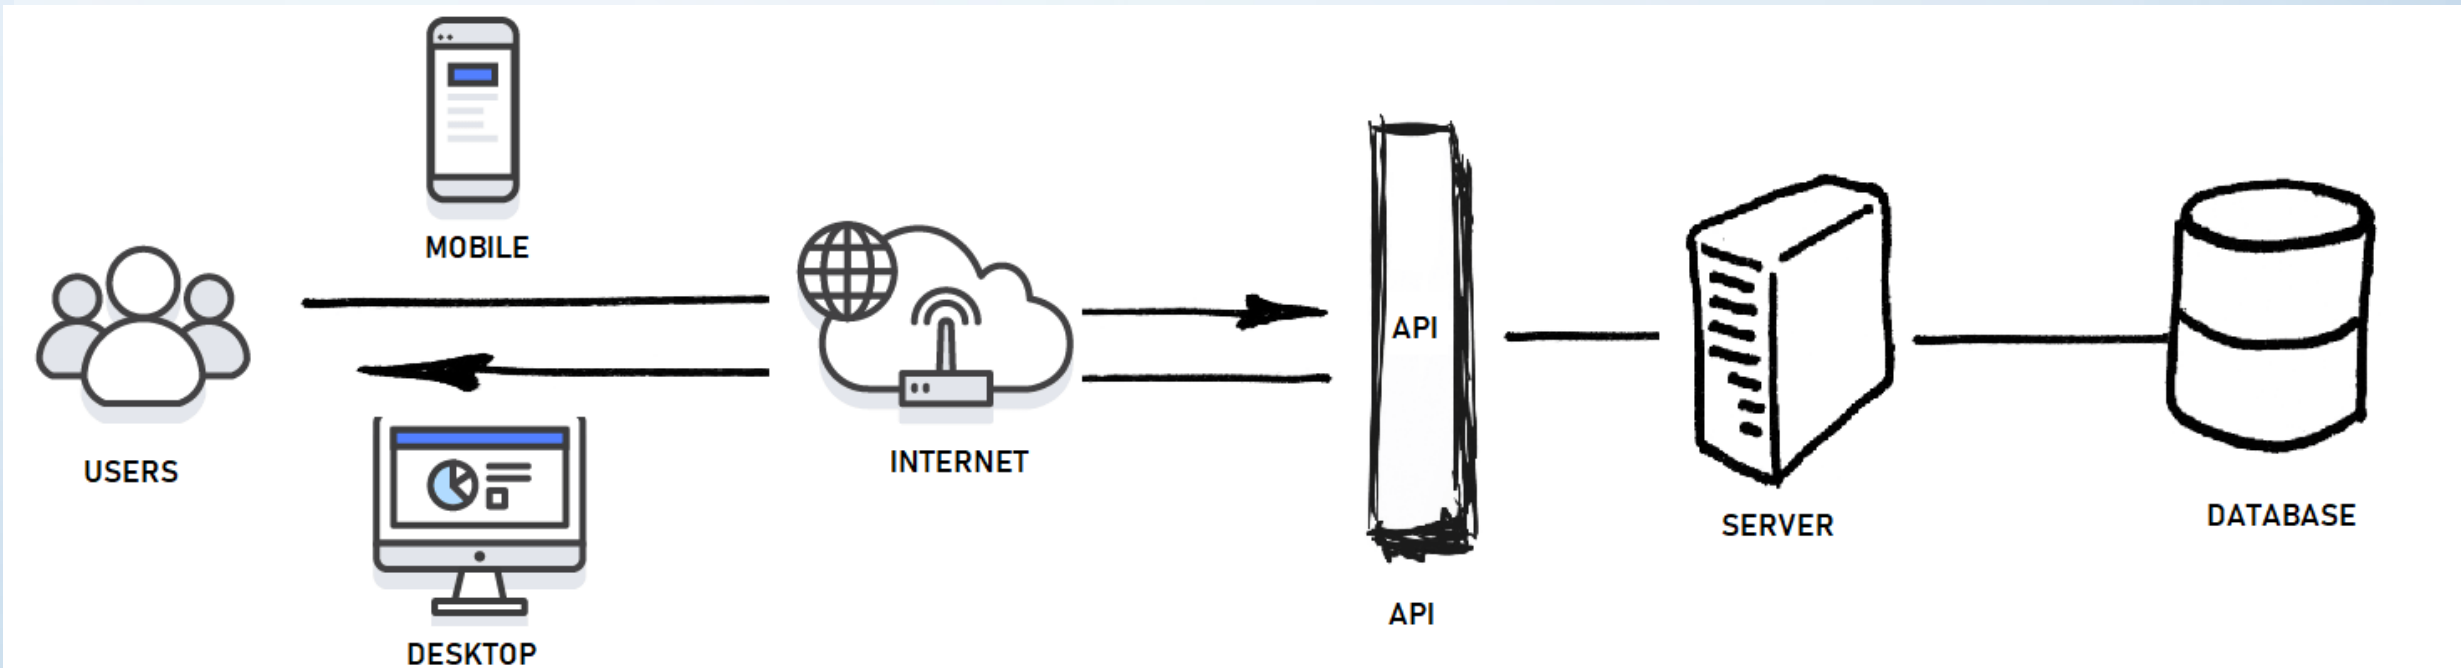 MOBILE
USERS
DESKTOP
INTERNET
API
API
SERVER
DATABASE